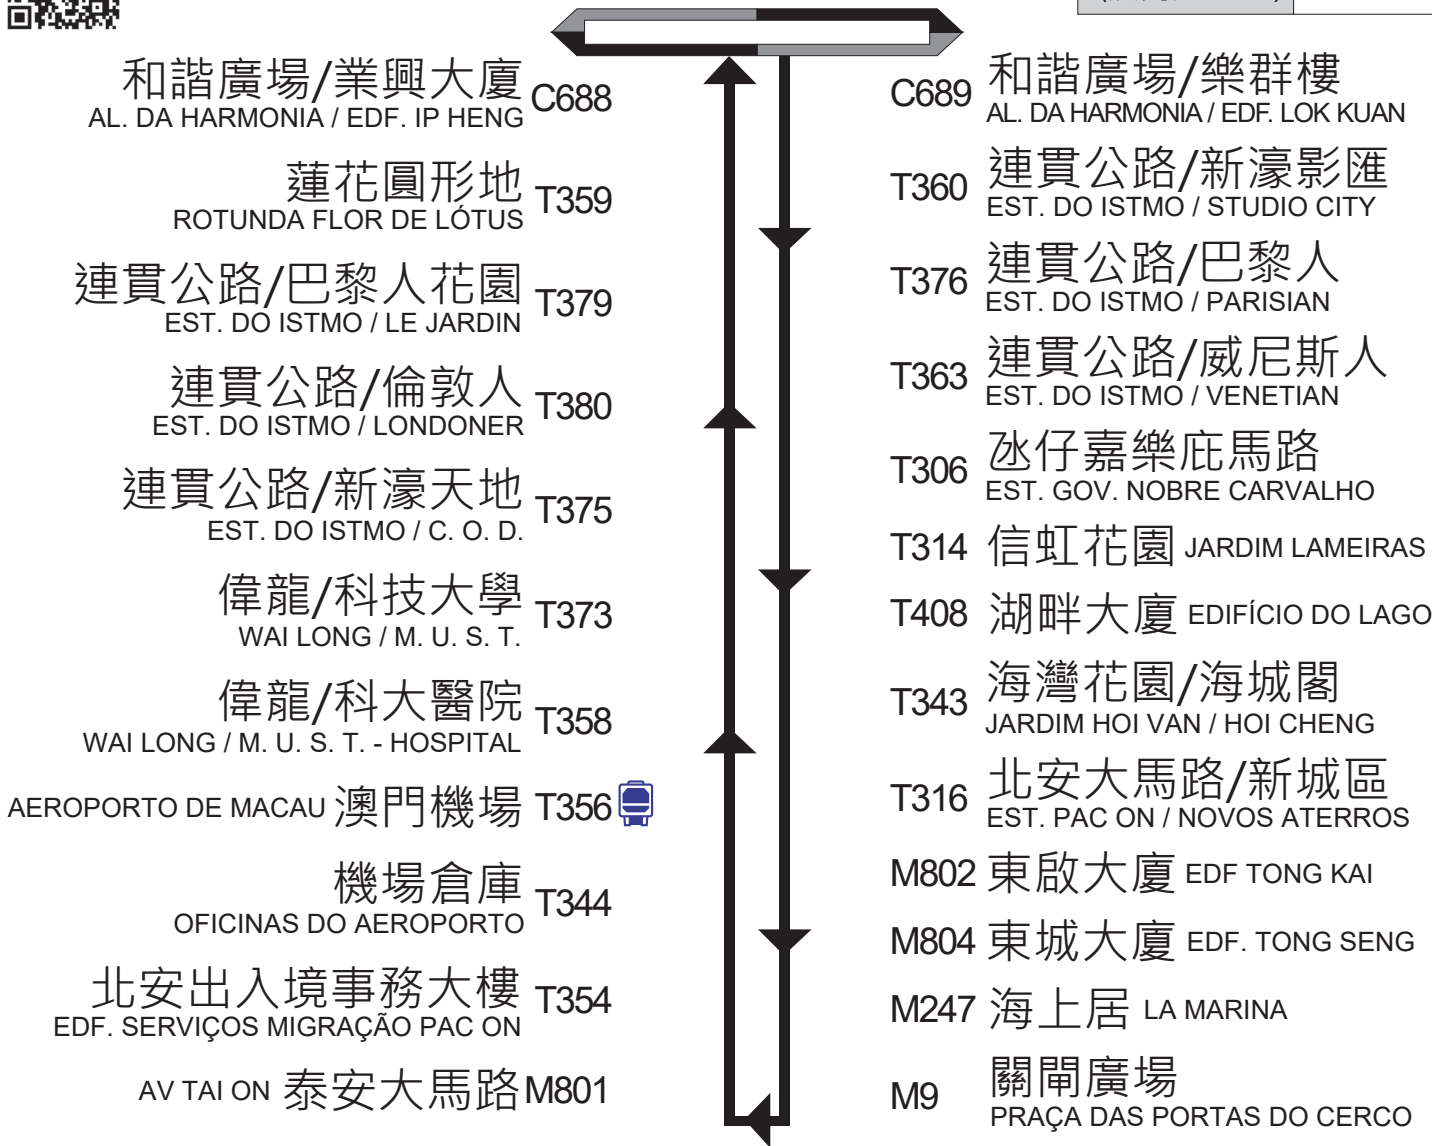 和諧廣場/業興大廈 C688
AL. DA HARMONIA / EDF. IP HENG
蓮花圓形地 T359
ROTUNDA FLOR DE LÓTUS
連貫公路/巴黎人花園 T379
EST. DO ISTMO / LE JARDIN
連貫公路/倫敦人 T380
EST. DO ISTMO / LONDONER
連貫公路/新濠天地 T375
EST. DO ISTMO / C. O. D.
偉龍/科技大學 T373
WAI LONG / M. U. S. T.
偉龍/科大醫院 T358
WAI LONG / M. U. S. T. - HOSPITAL
AEROPORTO DE MACAU 澳門機場 T356
機場倉庫 T344
OFICINAS DO AEROPORTO
北安出入境事務大樓 T354
EDF. SERVIÇOS MIGRAÇÃO PAC ON
AV TAI ON 泰安大馬路 M801
C689 和諧廣場/樂群樓
AL. DA HARMONIA / EDF. LOK KUAN
T360 連貫公路/新濠影匯
EST. DO ISTMO / STUDIO CITY
T376 連貫公路/巴黎人
EST. DO ISTMO / PARISIAN
T363 連貫公路/威尼斯人
EST. DO ISTMO / VENETIAN
T306 氹仔嘉樂庇馬路
EST. GOV. NOBRE CARVALHO
T314 信虹花園 JARDIM LAMEIRAS
T408 湖畔大廈 EDIFÍCIO DO LAGO
T343 海灣花園/海城閣
JARDIM HOI VAN / HOI CHENG
T316 北安大馬路/新城區
EST. PAC ON / NOVOS ATERROS
M802 東啟大廈 EDF TONG KAI
M804 東城大廈 EDF. TONG SENG
M247 海上居 LA MARINA
M9 關閘廣場
PRAÇA DAS PORTAS DO CERCO